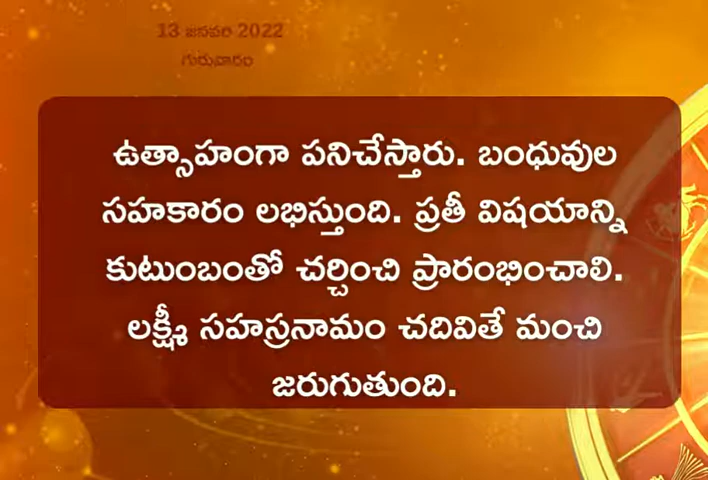 13 జనవరి 2022
గురువారం
ఉత్సాహంగా పనిచేస్తారు. బంధువుల
సహకారం లభిస్తుంది. ప్రతీ విషయాన్ని
కుటుంబంతో చర్చించి ప్రారంభించాలి.
లక్ష్మీ సహస్రనామం చదివితే మంచి
జరుగుతుంది.